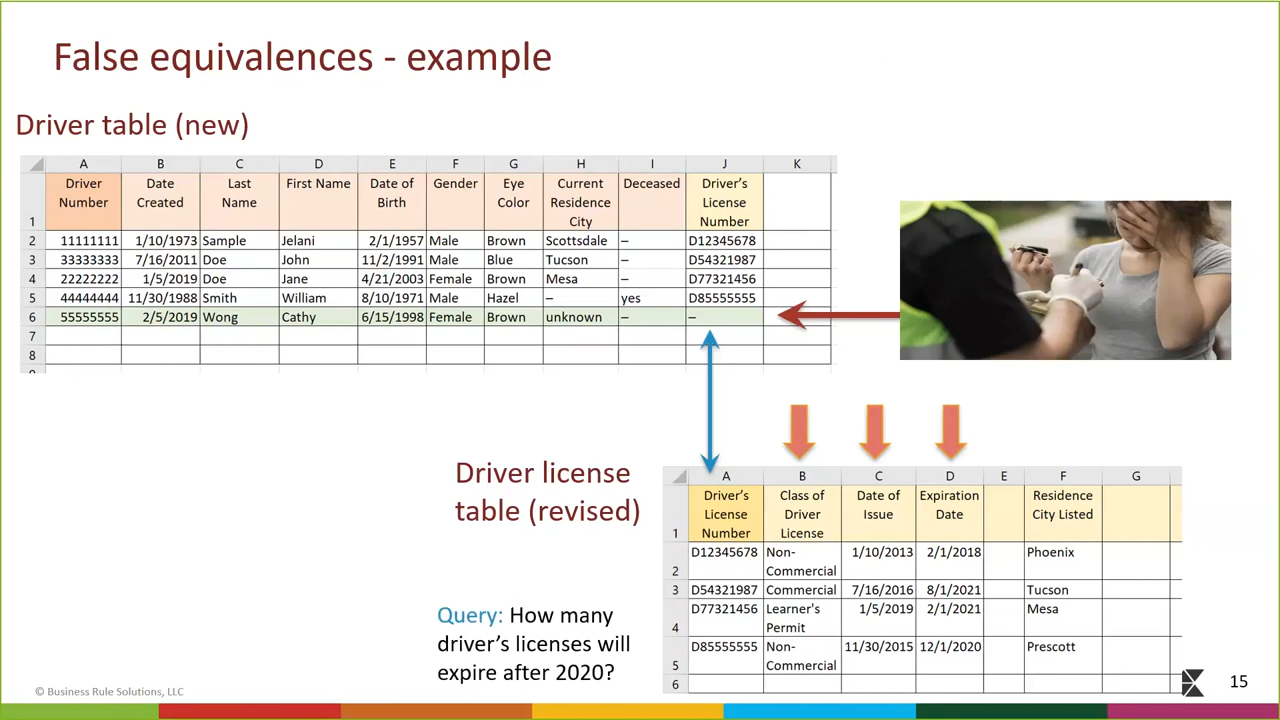 False equivalences - example
Driver table (new)
A B C D E F G H I J K
1 Driver Number Date Created Last Name First Name Date of Birth Gender Eye Color Current Residence City Deceased Driver’s License Number
2 11111111 1/10/1973 Sample Jelani 2/1/1957 Male Brown Scottsdale – D12345678
3 33333333 7/16/2011 Doe John 11/2/1991 Male Blue Tucson – D54321987
4 22222222 1/5/2019 Doe Jane 4/21/2003 Female Brown Mesa – D77321456
5 44444444 11/30/1988 Smith William 8/10/1971 Male Hazel – yes D85555555
6 55555555 2/5/2019 Wong Cathy 6/15/1998 Female Brown unknown – –
7
8
Driver license
table (revised)
A B C D E F G
1 Driver’s License Number Class of Driver License Date of Issue Expiration Date Residence City Listed
2 D12345678 Non-Commercial 1/10/2013 2/1/2018 Phoenix
3 D54321987 Commercial 7/16/2016 8/1/2021 Tucson
4 D77321456 Learner's Permit 1/5/2019 2/1/2021 Mesa
5 D85555555 Non-Commercial 11/30/2015 12/1/2020 Prescott
6
Query: How many
driver’s licenses will
expire after 2020?
© Business Rule Solutions, LLC
15